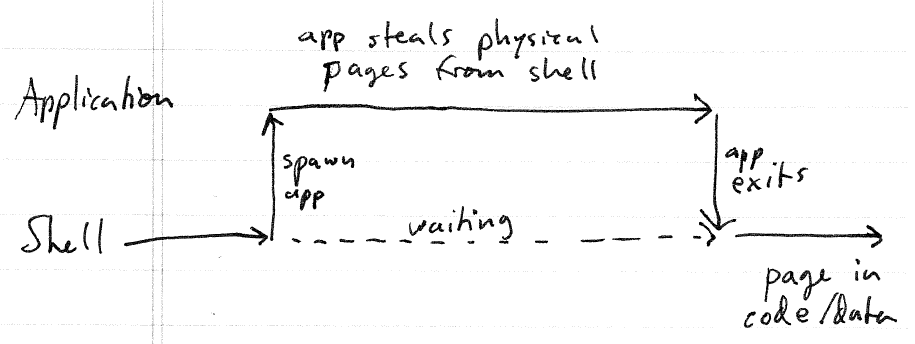 app steals physical
pages from shell
Application
spawn
app
app
exits
waiting
Shell
page in
code/data